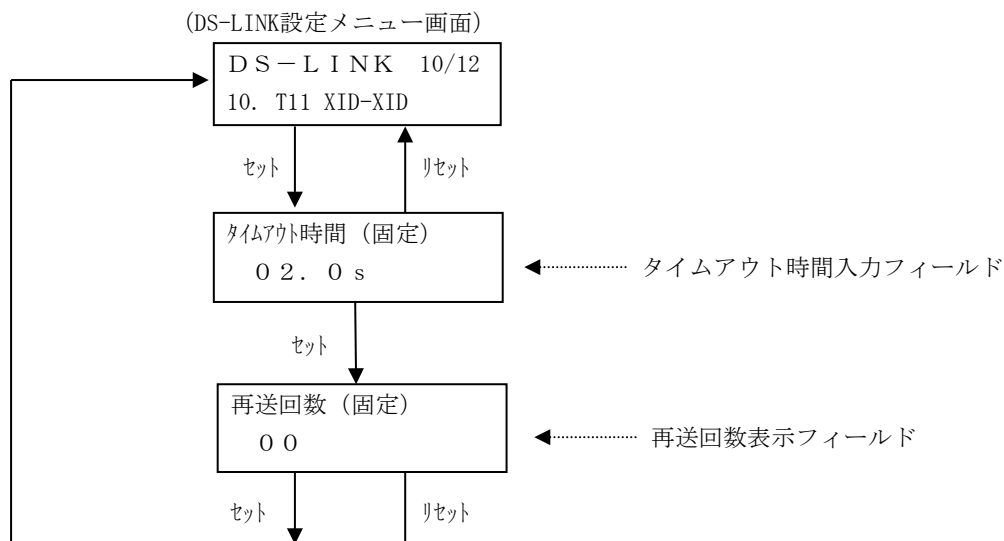 (DS-LINK設定メニュー画面)
DS-LINK 10/12
10. T11 XID-XID
ｾｯﾄ
ﾘｾｯﾄ
ﾀｲﾑｱｳﾄ時間 (固定)
02.0s
タイムアウト時間入力フィールド
ｾｯﾄ
再送回数 (固定)
00
再送回数表示フィールド
ｾｯﾄ
ﾘｾｯﾄ